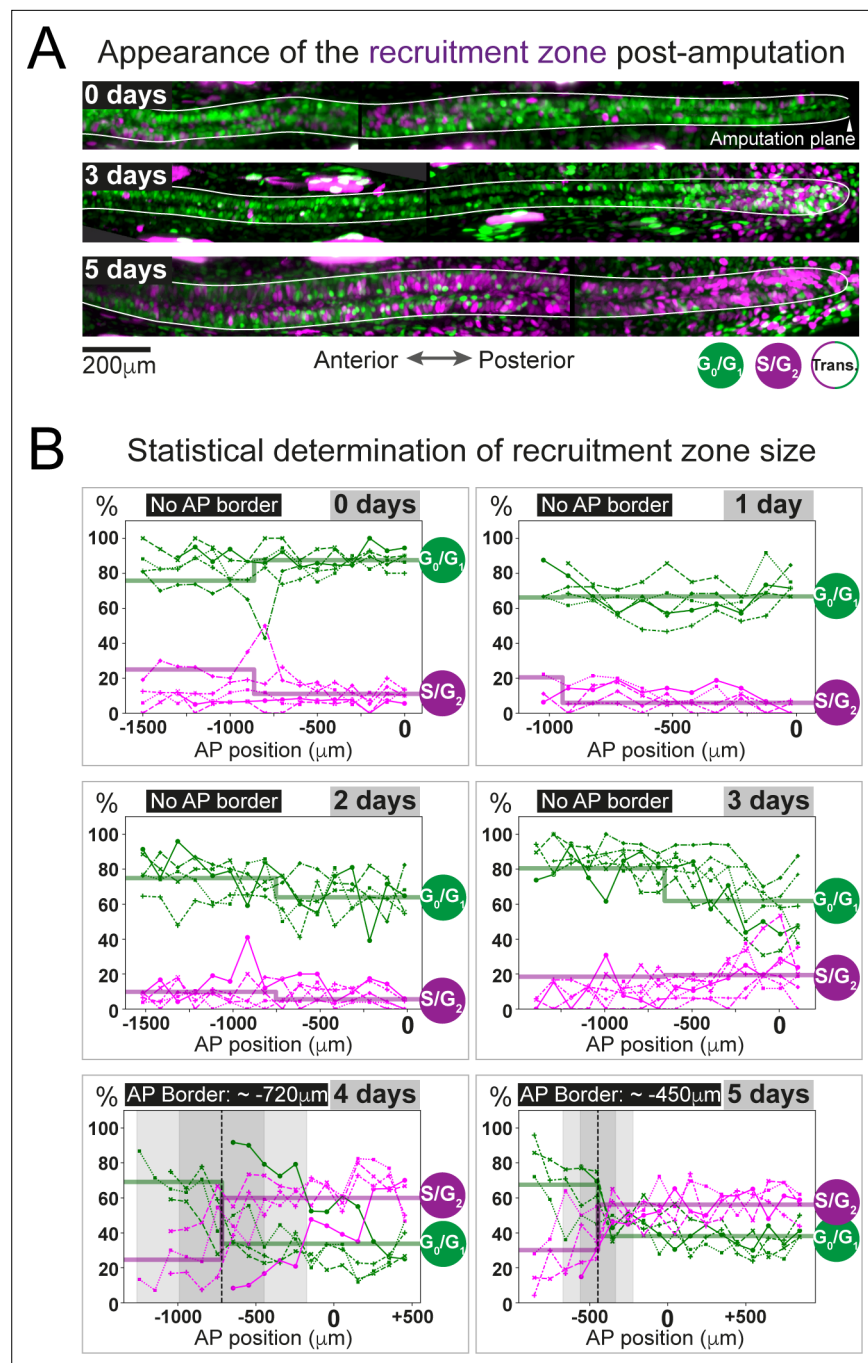 A Appearance of the recruitment zone post-amputation
0 days
Amputation plane
3 days
5 days
200μm
Anterior Posterior
G₀/G₁ S/G₂ Trans.
B Statistical determination of recruitment zone size
% No AP border 0 days
100
80
60
40
20
0
G₀/G₁
S/G₂
-1500 -1000 -500 0
AP position (μm)
% No AP border 1 day
100
80
60
40
20
0
G₀/G₁
S/G₂
-1000 -500 0
AP position (μm)
% No AP border 2 days
100
80
60
40
20
0
G₀/G₁
S/G₂
-1500 -1000 -500 0
AP position (μm)
% No AP border 3 days
100
80
60
40
20
0
G₀/G₁
S/G₂
-1000 -500 0
AP position (μm)
% AP Border: ~ -720μm 4 days
100
80
60
40
20
0
S/G₂
G₀/G₁
-1000 -500 0 +500
AP position (μm)
% AP Border: ~ -450μm 5 days
100
80
60
40
20
0
S/G₂
G₀/G₁
-500 0 +500
AP position (μm)